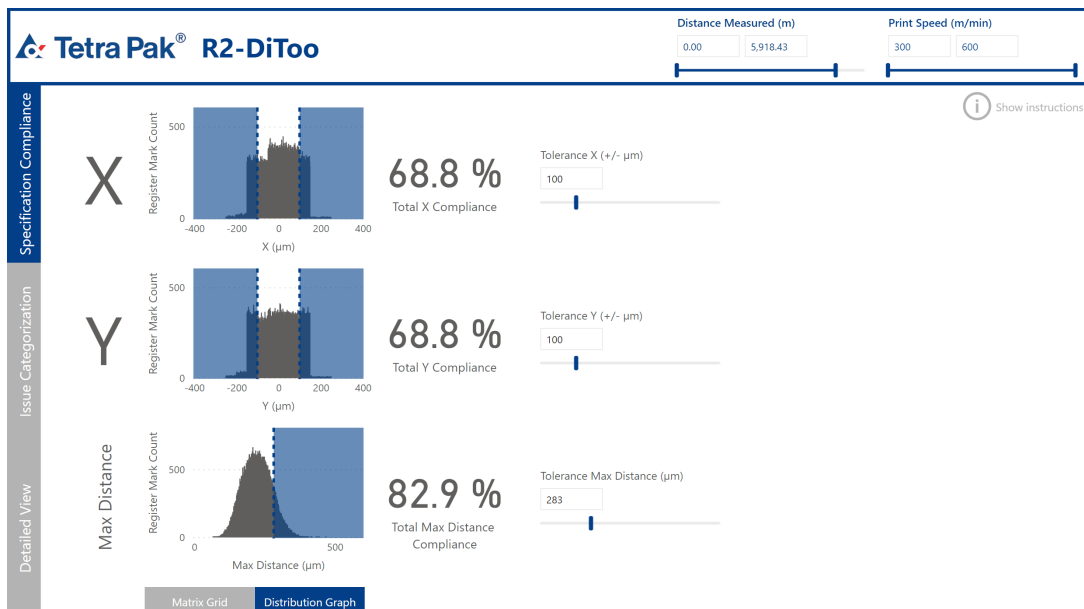 Tetra Pak® R2-DiToo
Distance Measured (m)
0.00 5,918.43
Print Speed (m/min)
300 600
Show instructions
Specification Compliance
Issue Categorization
Detailed View
X
Register Mark Count
500
0
-400 -200 0 200 400
X (µm)
68.8 %
Total X Compliance
Tolerance X (+/- µm)
100
Y
Register Mark Count
500
0
-400 -200 0 200 400
Y (µm)
68.8 %
Total Y Compliance
Tolerance Y (+/- µm)
100
Max Distance
Register Mark Count
500
0
0 500
Max Distance (µm)
82.9 %
Total Max Distance
Compliance
Tolerance Max Distance (µm)
283
Matrix Grid Distribution Graph